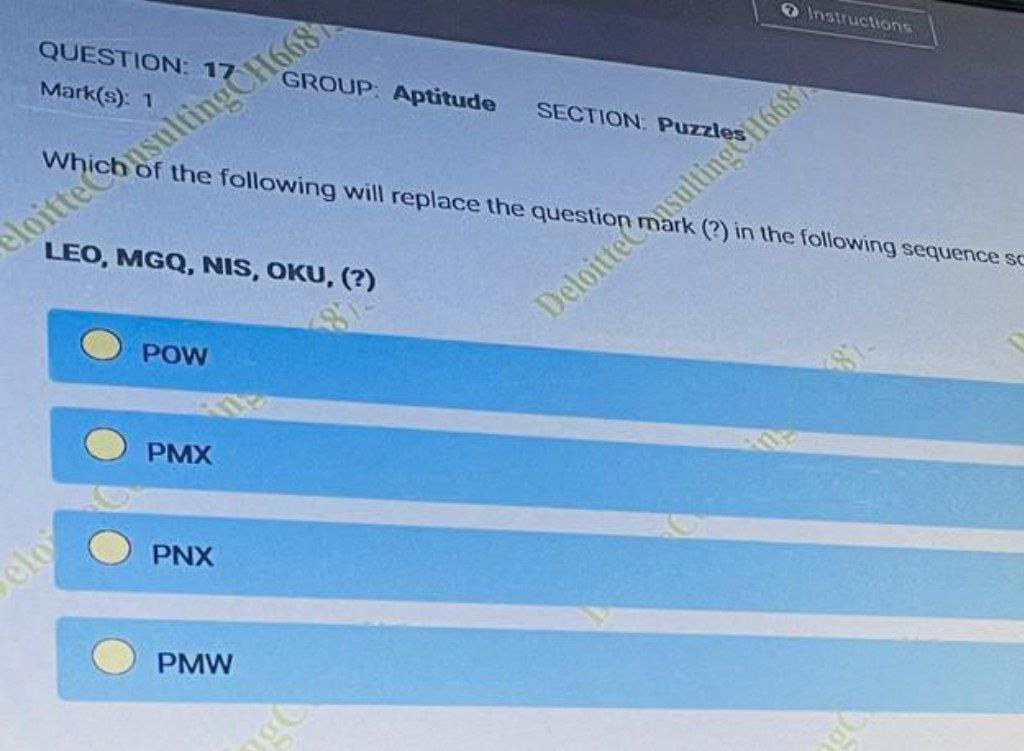 Instructions
QUESTION: 17 GROUP: Aptitude SECTION: Puzzles
Mark(s): 1
Which of the following will replace the question mark (?) in the following sequence
LEO, MGQ, NIS, OKU, (?)
POW
PMX
PNX
PMW